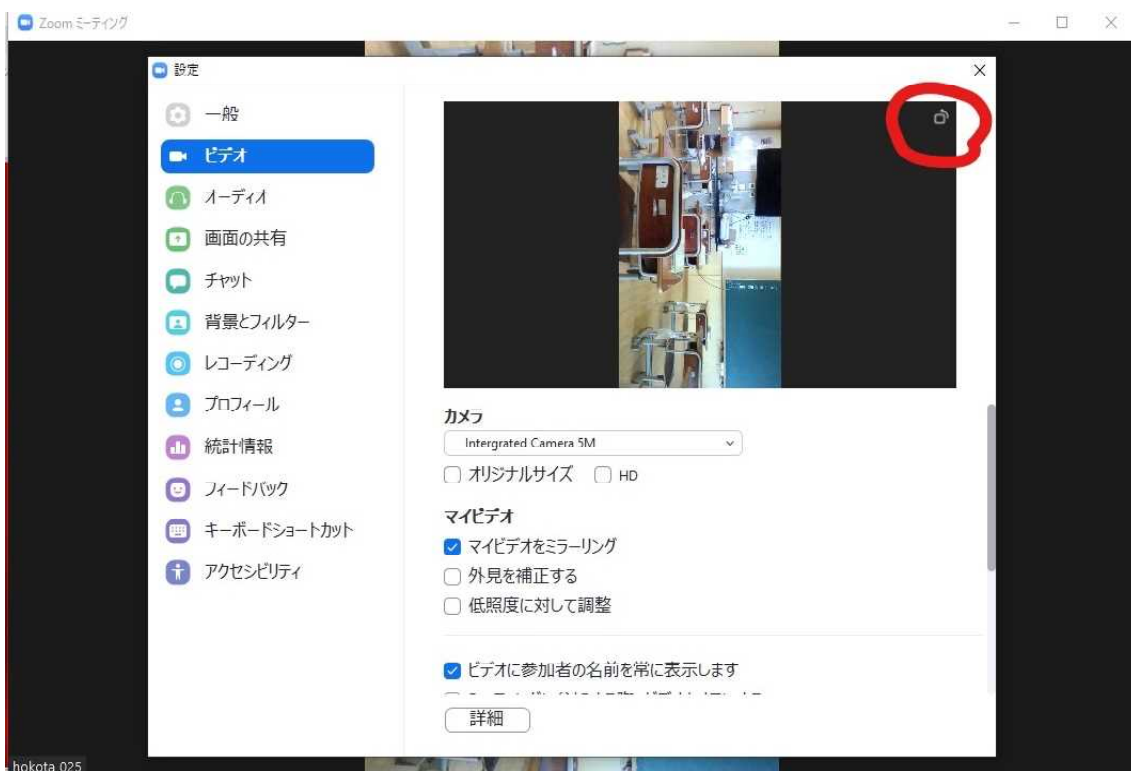 Zoom ミーティング
設定
一般
ビデオ
オーディオ
画面の共有
チャット
背景とフィルター
レコーディング
プロフィール
統計情報
フィードバック
キーボードショートカット
アクセシビリティ
カメラ
Intergrated Camera 5M
オリジナルサイズ HD
マイビデオ
マイビデオをミラーリング
外見を補正する
低照度に対して調整
ビデオに参加者の名前を常に表示します
詳細
hokota 025